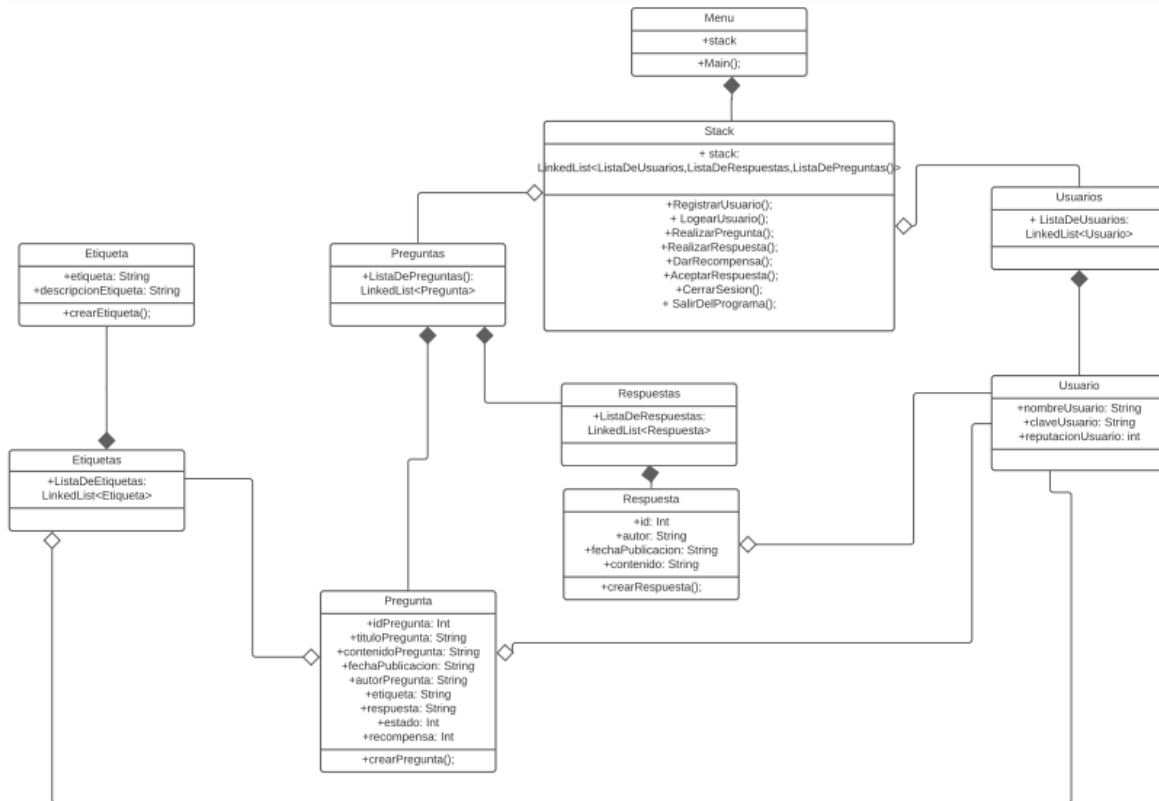 Menu
+stack
+Main();
Stack
+ stack:
LinkedList<ListaDeUsuarios,ListaDeRespuestas,ListaDePreguntas()>
+RegistrarUsuario();
+ LogearUsuario();
+RealizarPregunta();
+RealizarRespuesta();
+DarRecompensa();
+AceptarRespuesta();
+CerrarSesion();
+ SalirDelPrograma();
Usuarios
+ ListaDeUsuarios:
LinkedList<Usuario>
Etiqueta
+etiqueta: String
+descripcionEtiqueta: String
+crearEtiqueta();
Preguntas
+ListaDePreguntas():
LinkedList<Pregunta>
Respuestas
+ListaDeRespuestas:
LinkedList<Respuesta>
Usuario
+nombreUsuario: String
+claveUsuario: String
+reputacionUsuario: int
Etiquetas
+ListaDeEtiquetas:
LinkedList<Etiqueta>
Respuesta
+id: Int
+autor: String
+fechaPublicacion: String
+contenido: String
+crearRespuesta();
Pregunta
+idPregunta: Int
+tituloPregunta: String
+contenidoPregunta: String
+fechaPublicacion: String
+autorPregunta: String
+etiqueta: String
+respuesta: String
+estado: Int
+recompensa: Int
+crearPregunta();